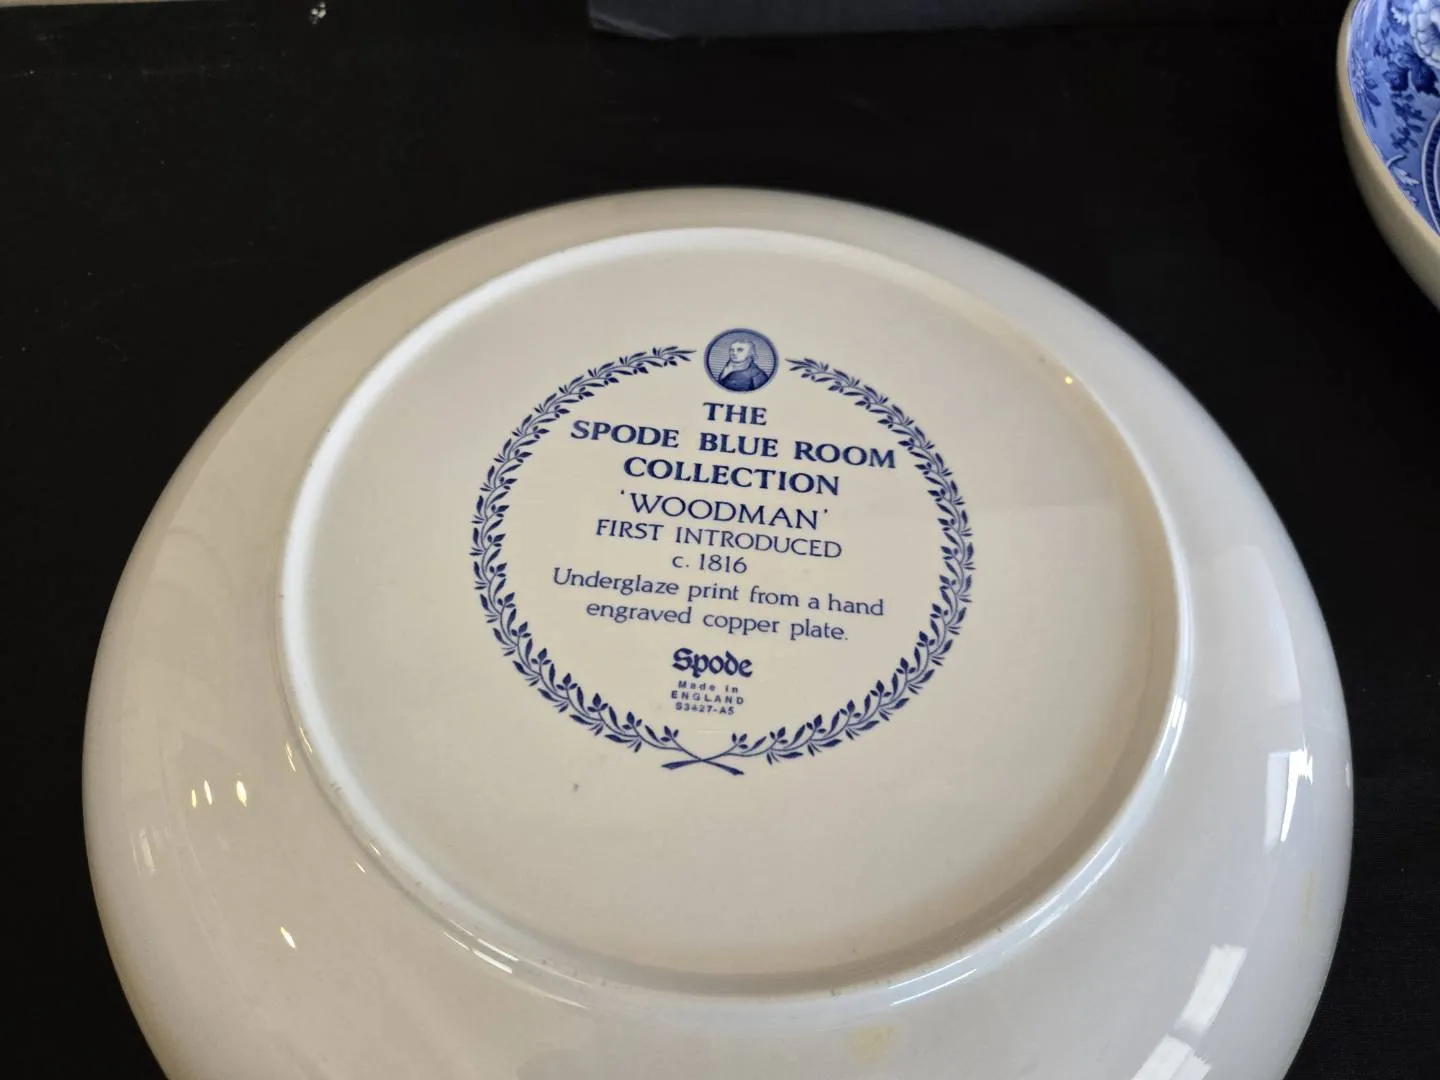 THE
SPODE BLUE ROOM
COLLECTION
'WOODMAN'
FIRST INTRODUCED
c. 1816
Underglaze print from a hand
engraved copper plate.
Spode
Made in
ENGLAND
S3427-A5